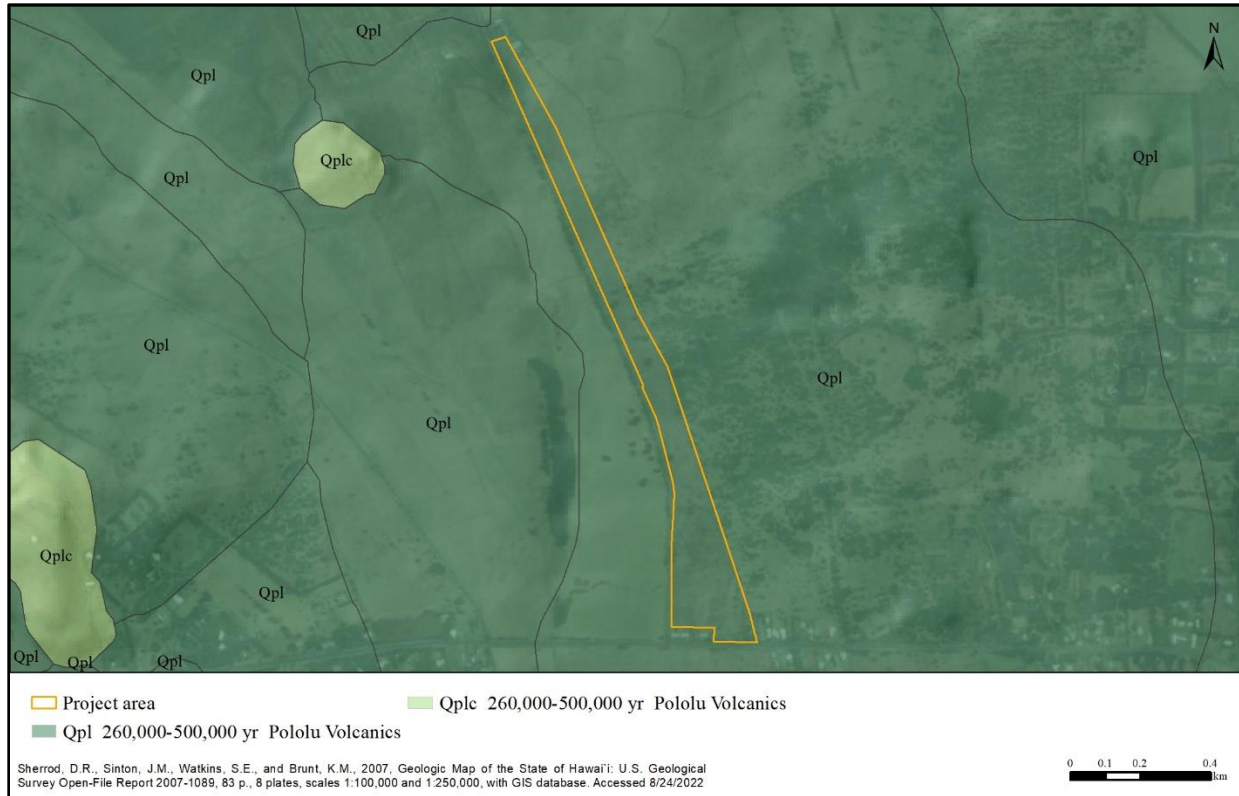 Qpl
N
Qpl
Qplc
Qpl
Qpl
Qpl
Qpl
Qpl
Qplc
Qpl
Qpl
Qpl
Qpl
Project area
Qplc 260,000-500,000 yr Pololu Volcanics
Qpl 260,000-500,000 yr Pololu Volcanics
Sherrod, D.R., Sinton, J.M., Watkins, S.E., and Brunt, K.M., 2007, Geologic Map of the State of Hawai`i: U.S. Geological
Survey Open-File Report 2007-1089, 83 p., 8 plates, scales 1:100,000 and 1:250,000, with GIS database. Accessed 8/24/2022
0 0.1 0.2 0.4
km